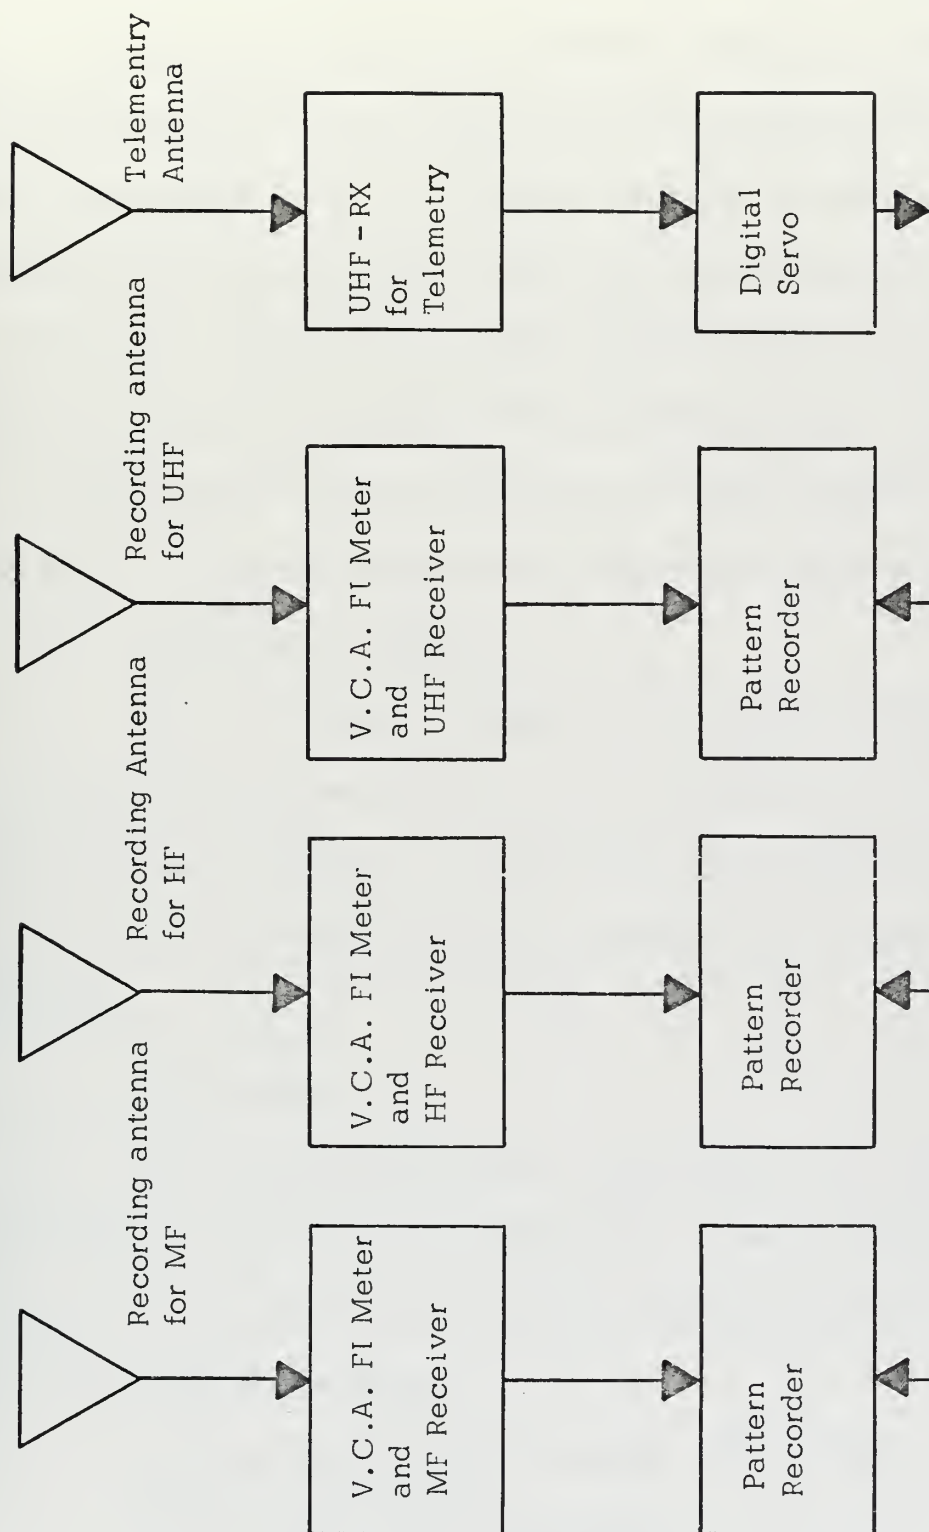 Recording antenna
for MF
Recording Antenna
for HF
Recording antenna
for UHF
Telementry
Antenna
V.C.A. FI Meter
and
MF Receiver
V.C.A. FI Meter
and
HF Receiver
V.C.A. FI Meter
and
UHF Receiver
UHF-RX
for
Telemetry
Pattern
Recorder
Pattern
Recorder
Pattern
Recorder
Digital
Servo